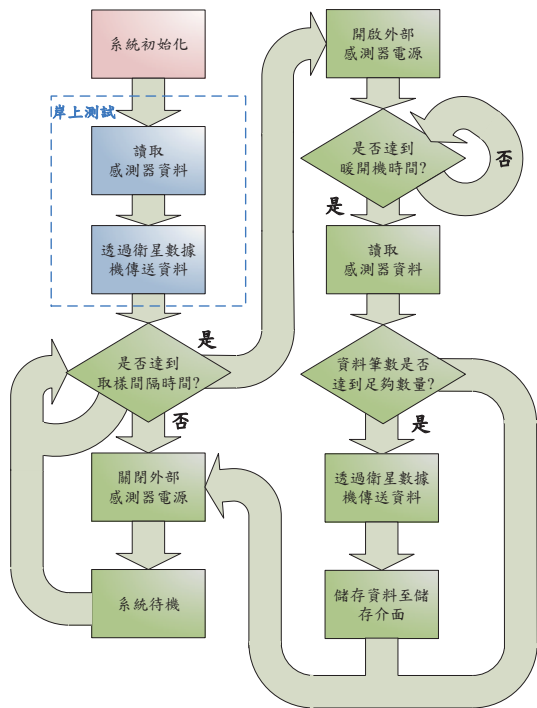 系統初始化
岸上測試
讀取
感測器資料
透過衛星數據
機傳送資料
是否達到
取樣間隔時間?
是
否
關閉外部
感測器電源
系統待機
開啟外部
感測器電源
是否達到
暖開機時間?
否
是
讀取
感測器資料
資料筆數是否
達到足夠數量?
是
透過衛星數據
機傳送資料
儲存資料至儲
存介面